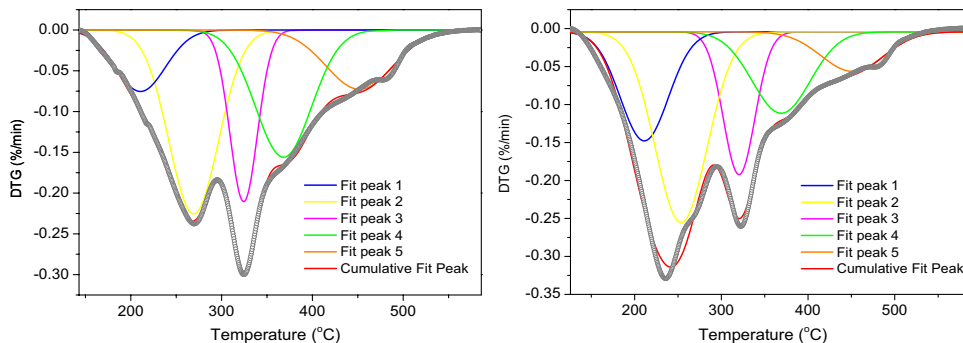 0.00
-0.05
-0.10
-0.15
-0.20
-0.25
-0.30
DTG (%/min)
Fit peak 1
Fit peak 2
Fit peak 3
Fit peak 4
Fit peak 5
Cumulative Fit Peak
200 300 400 500
Temperature (°C)
0.00
-0.05
-0.10
-0.15
-0.20
-0.25
-0.30
-0.35
DTG (%/min)
Fit peak 1
Fit peak 2
Fit peak 3
Fit peak 4
Fit peak 5
Cumulative Fit Peak
200 300 400 500
Temperature (°C)